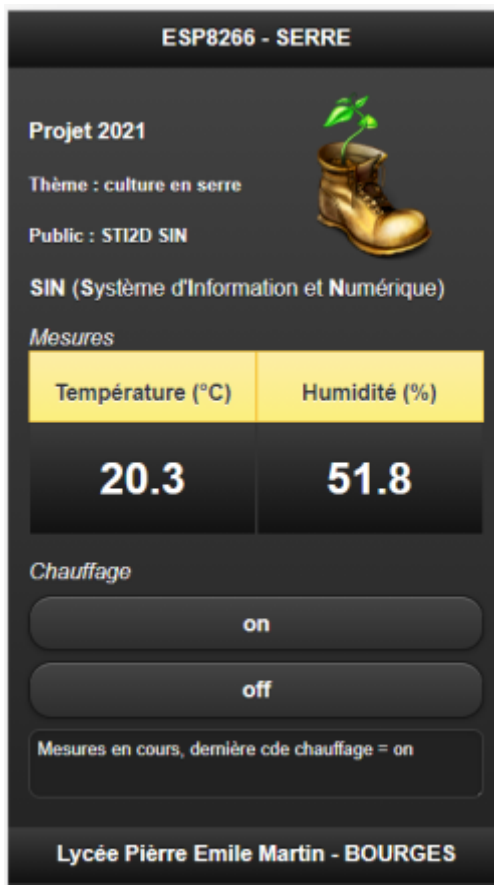 ESP8266 - SERRE
Projet 2021
Thème : culture en serre
Public : STI2D SIN
SIN (Système d'Information et Numérique)
Mesures
Température (°C) Humidité (%)
20.3 51.8
Chauffage
on
off
Mesures en cours, dernière cde chauffage = on
Lycée Pièrre Emile Martin - BOURGES